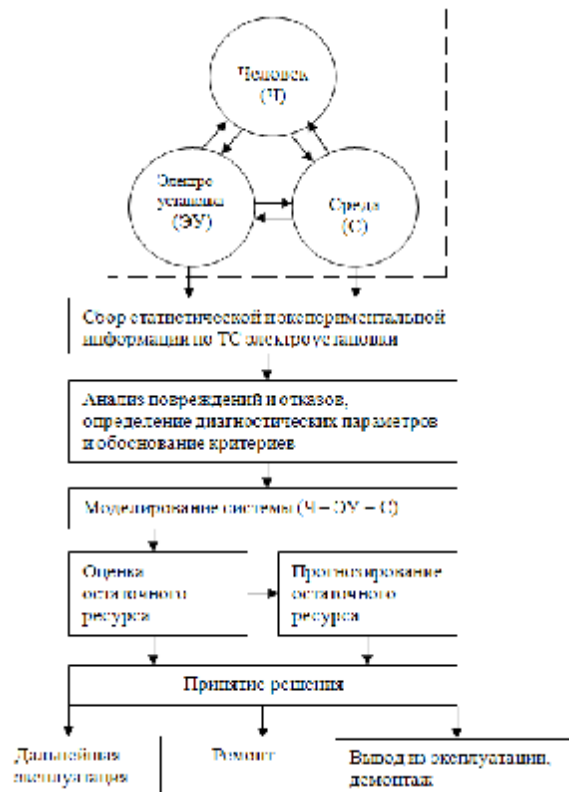 Человек
(Ч)
Электро
установка
(ЭУ)
Среда
(С)
Сбор статистической и экспериментальной
информации по ТС электроустановки
Анализ повреждений и отказов,
определение диагностических параметров
и обоснование критериев
Моделирование системы (Ч – ЭУ – С)
Оценка
остаточного
ресурса
Прогнозирование
остаточного
ресурса
Принятие решения
Дальнейшая
эксплуатация
Ремонт
Вывод из эксплуатации,
демонтаж